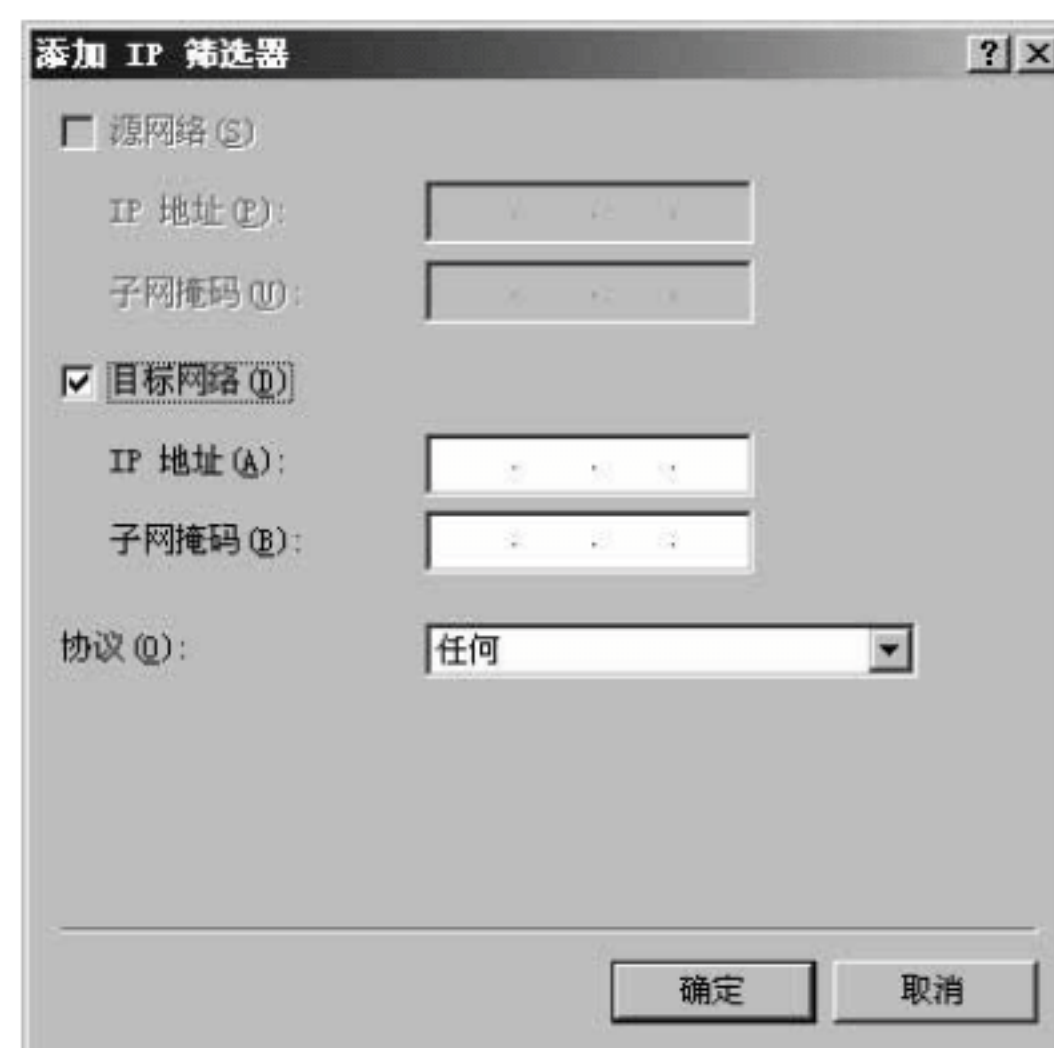 添加 IP 筛选器
源网络(S)
IP 地址(P):
子网掩码(U):
目标网络(D)
IP 地址(A):
子网掩码(B):
协议(O): 任何
确定 取消